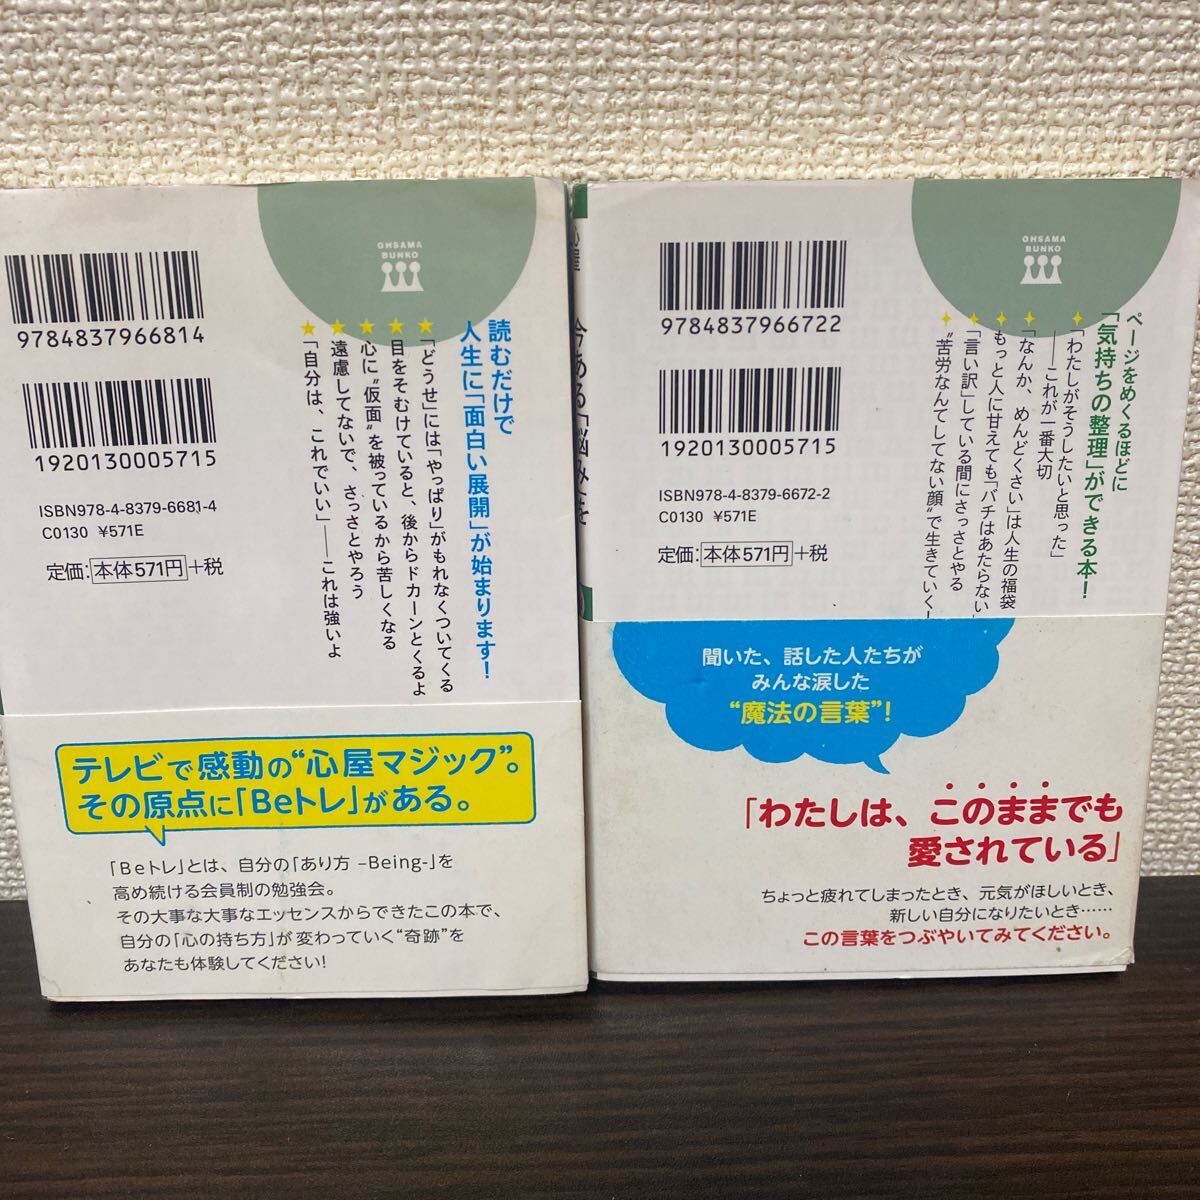 OHSAMA
BUNKO
9784837966814
1920130005715
ISBN978-4-8379-6681-4
C0130 ¥571E
定価:本体571円+税
読むだけで
人生に「面白い展開」が始まります!
★「どうせ」には「やっぱり」がもれなくついてくる
★目をそむけていると、後からドカーンとくるよ
★心に“仮面”を被っているから苦しくなる
★遠慮してないで、さっさとやろう
★「自分は、これでいい」――これは強いよ
テレビで感動の“心屋マジック”。
その原点に「Beトレ」がある。
「Beトレ」とは、自分の「あり方 –Being-」を
高め続ける会員制の勉強会。
その大事な大事なエッセンスからできたこの本で、
自分の「心の持ち方」が変わっていく“奇跡”を
あなたも体験してください!
心屋
今ある「悩み」を
OHSAMA
BUNKO
9784837966722
1920130005715
ISBN978-4-8379-6672-2
C0130 ¥571E
定価:本体571円+税
ページをめくるほどに
「気持ちの整理」ができる本!
✦「わたしがそうしたいと思った」
――これが一番大切
✦「なんか、めんどくさい」は人生の福袋
✦もっと人に甘えても「バチはあたらない」
✦「言い訳」している間にさっさとやる
✦“苦労なんてしてない顔”で生きていく!
聞いた、話した人たちが
みんな涙した
“魔法の言葉”!
「わたしは、このままでも
愛されている」
ちょっと疲れてしまったとき、元気がほしいとき、
新しい自分になりたいとき……
この言葉をつぶやいてみてください。